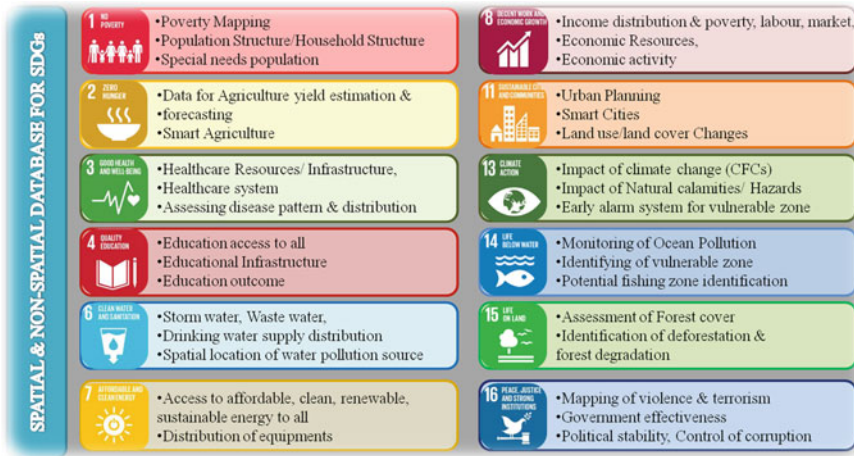 SPATIAL & NON-SPATIAL DATABASE FOR SDGs
1 NO
POVERTY
•Poverty Mapping
•Population Structure/Household Structure
•Special needs population
2 ZERO
HUNGER
•Data for Agriculture yield estimation &
forecasting
•Smart Agriculture
3 GOOD HEALTH
AND WELL-BEING
•Healthcare Resources/ Infrastructure,
Healthcare system
•Assessing disease pattern & distribution
4 QUALITY
EDUCATION
•Education access to all
•Educational Infrastructure
•Education outcome
6 CLEAN WATER
AND SANITATION
•Storm water, Waste water,
•Drinking water supply distribution
•Spatial location of water pollution source
7 AFFORDABLE AND
CLEAN ENERGY
•Access to affordable, clean, renewable,
sustainable energy to all
•Distribution of equipments
8 DECENT WORK AND
ECONOMIC GROWTH
•Income distribution & poverty, labour, market,
•Economic Resources,
•Economic activity
11 SUSTAINABLE CITIES
AND COMMUNITIES
•Urban Planning
•Smart Cities
•Land use/land cover Changes
13 CLIMATE
ACTION
•Impact of climate change (CFCs)
•Impact of Natural calamities/ Hazards
•Early alarm system for vulnerable zone
14 LIFE
BELOW WATER
•Monitoring of Ocean Pollution
•Identifying of vulnerable zone
•Potential fishing zone identification
15 LIFE
ON LAND
•Assessment of Forest cover
•Identification of deforestation &
forest degradation
16 PEACE, JUSTICE
AND STRONG
INSTITUTIONS
•Mapping of violence & terrorism
•Government effectiveness
•Political stability, Control of corruption